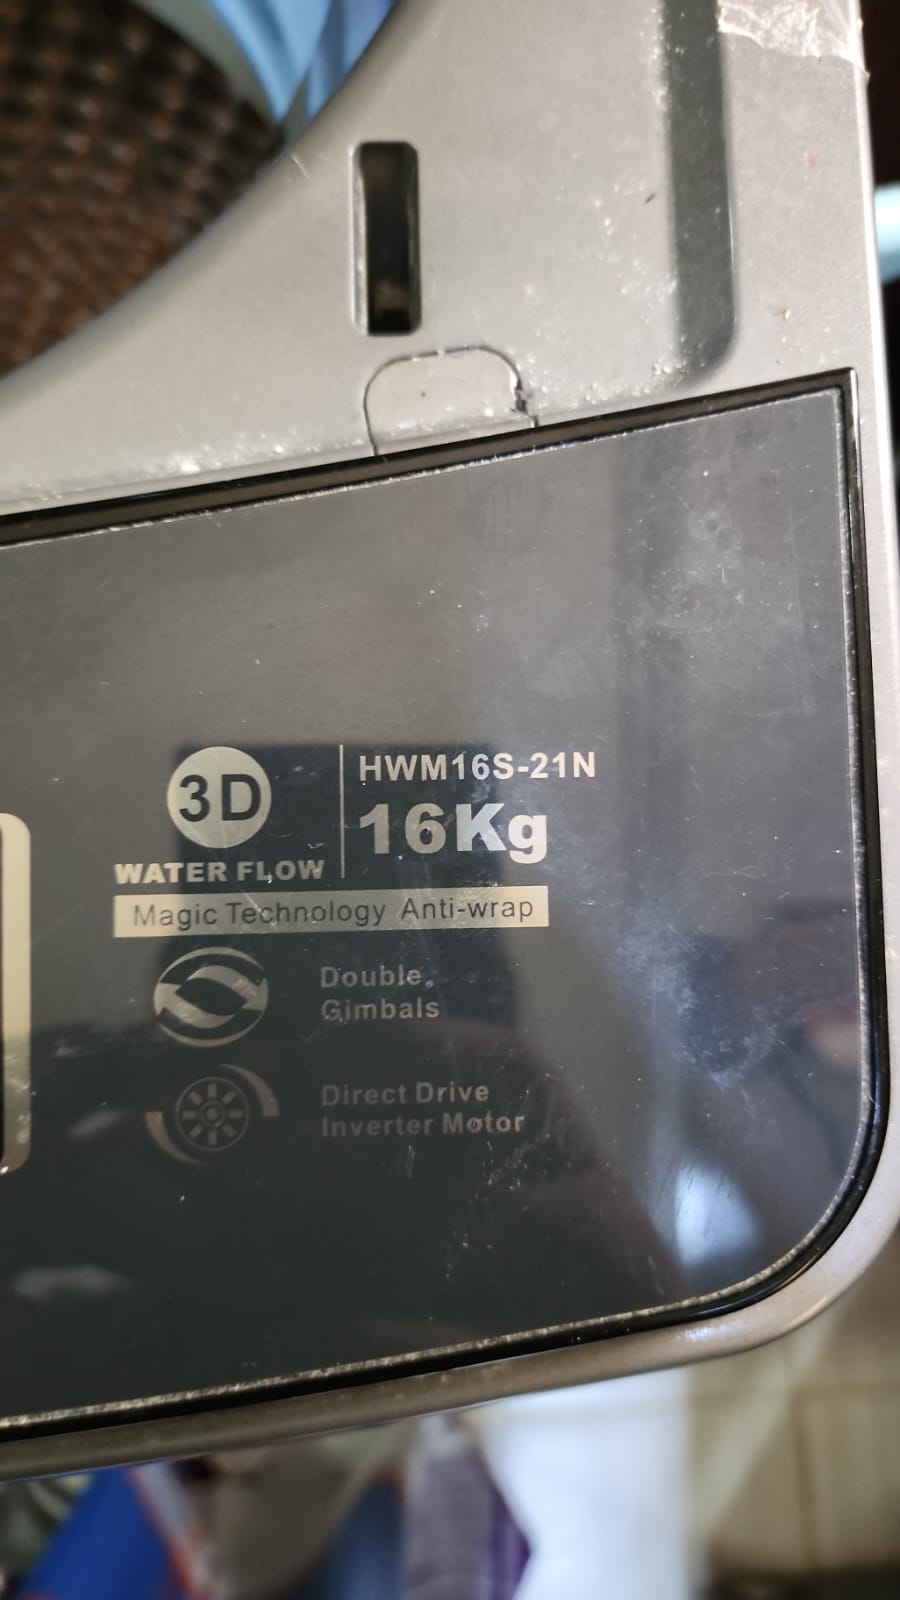 3D
WATER FLOW
HWM16S-21N
16Kg
Magic Technology Anti-wrap
Double
Gimbals
Direct Drive
Inverter Motor